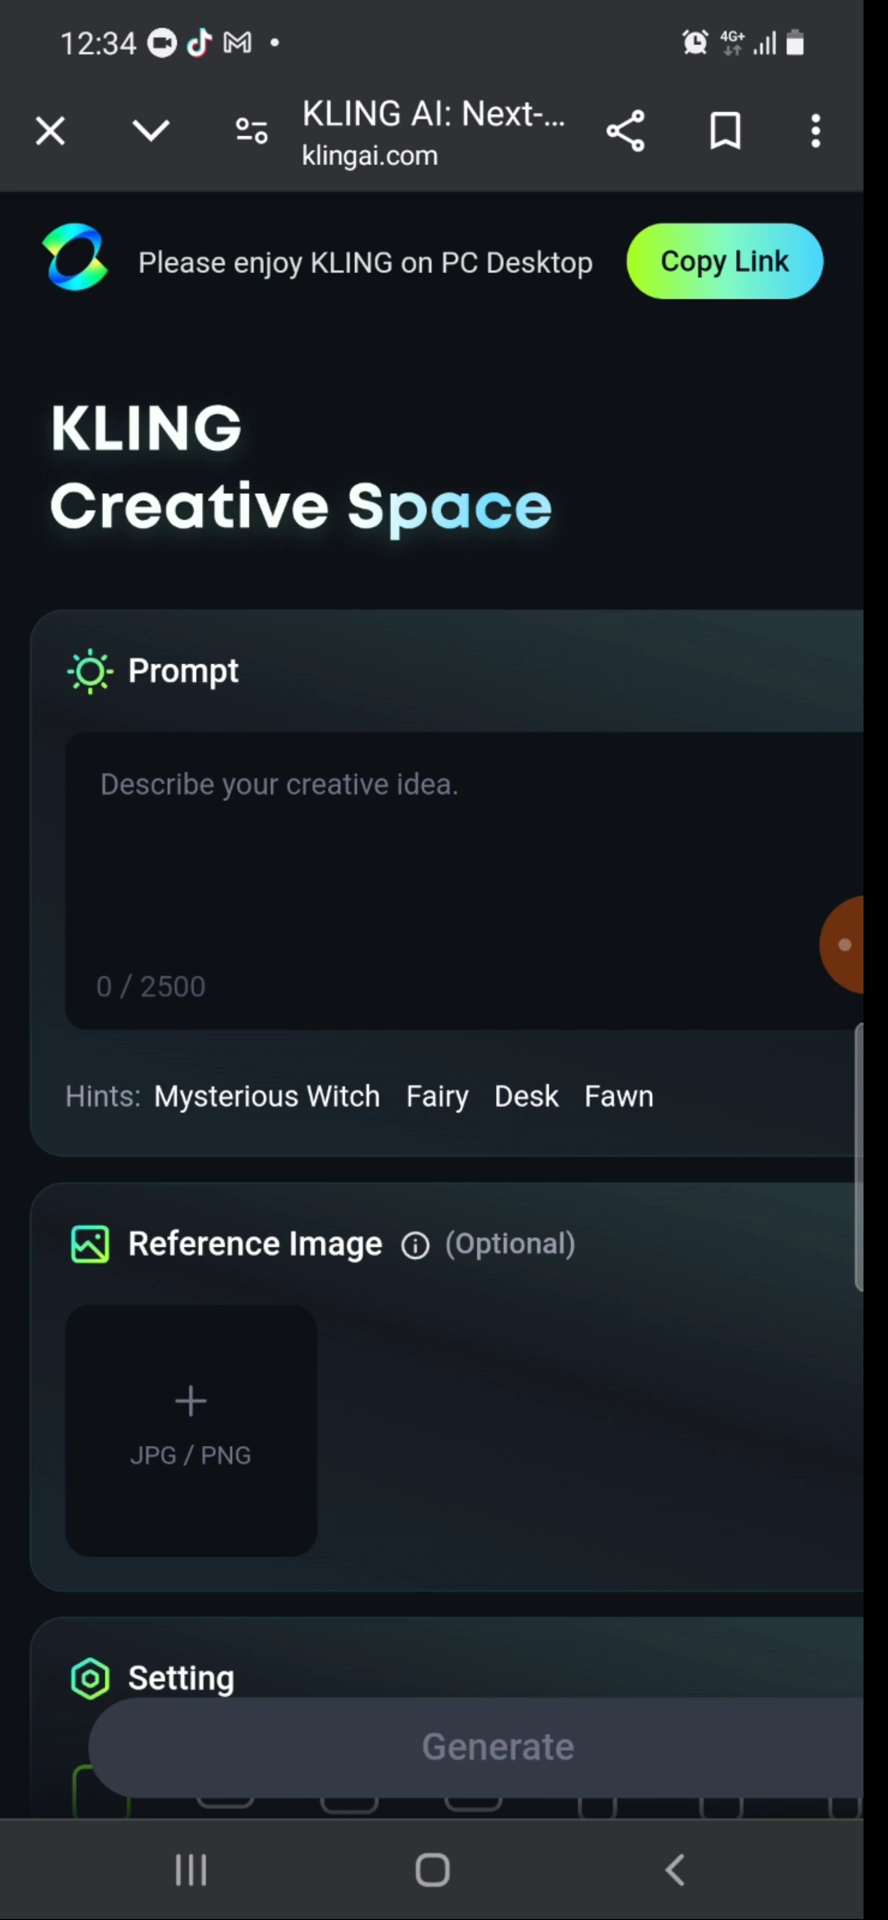 12:34
4G+
KLING AI: Next-...
klingai.com
Please enjoy KLING on PC Desktop
Copy Link
KLING
Creative Space
Prompt
Describe your creative idea.
0 / 2500
Hints: Mysterious Witch Fairy Desk Fawn
Reference Image (Optional)
JPG / PNG
Setting
Generate